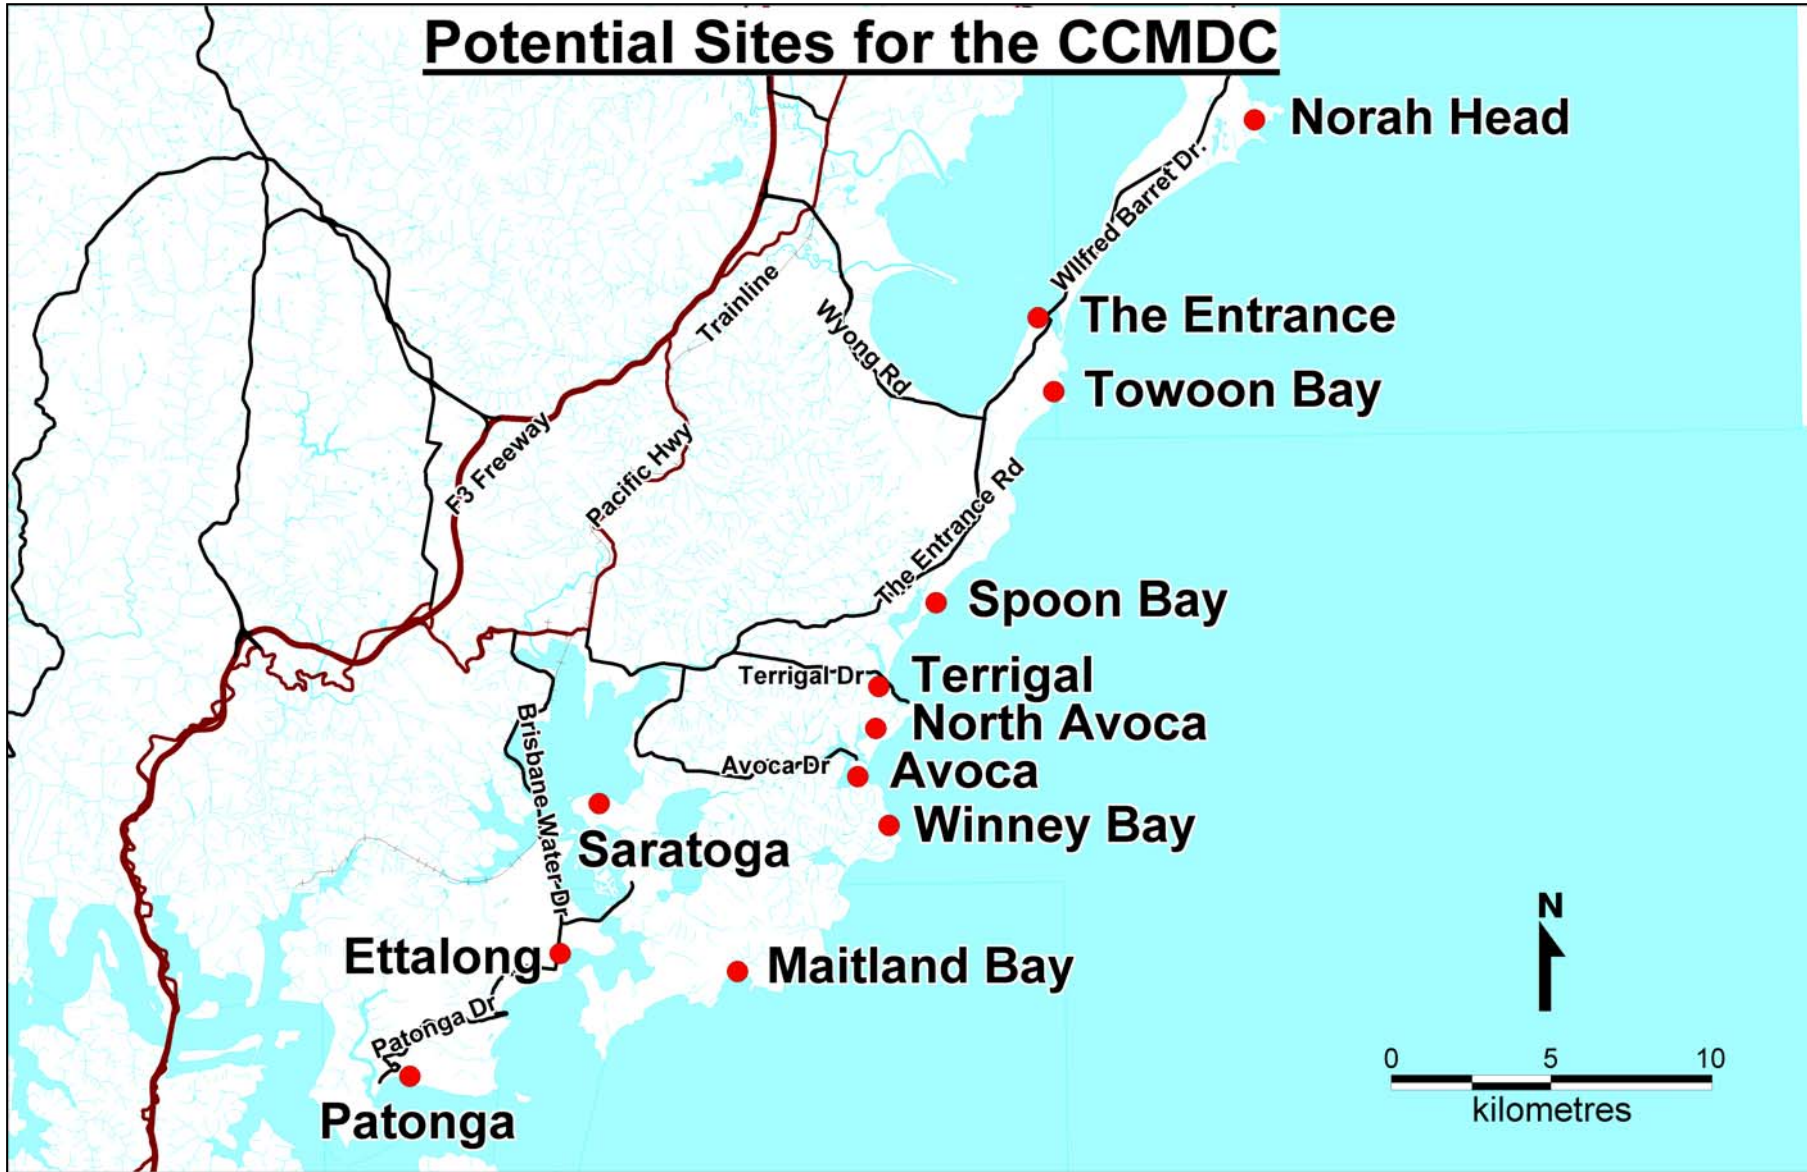 Potential Sites for the CCMDC
Norah Head
WIlfred Barret Dr.
The Entrance
Trainline
Wyong Rd
Towoon Bay
F3 Freeway
Pacific Hwy
The Entrance Rd
Spoon Bay
Terrigal Dr
Terrigal
North Avoca
Brisbane Water Dr
Avoca Dr
Avoca
Winney Bay
Saratoga
Ettalong
Maitland Bay
N
Patonga Dr
0 5 10
kilometres
Patonga